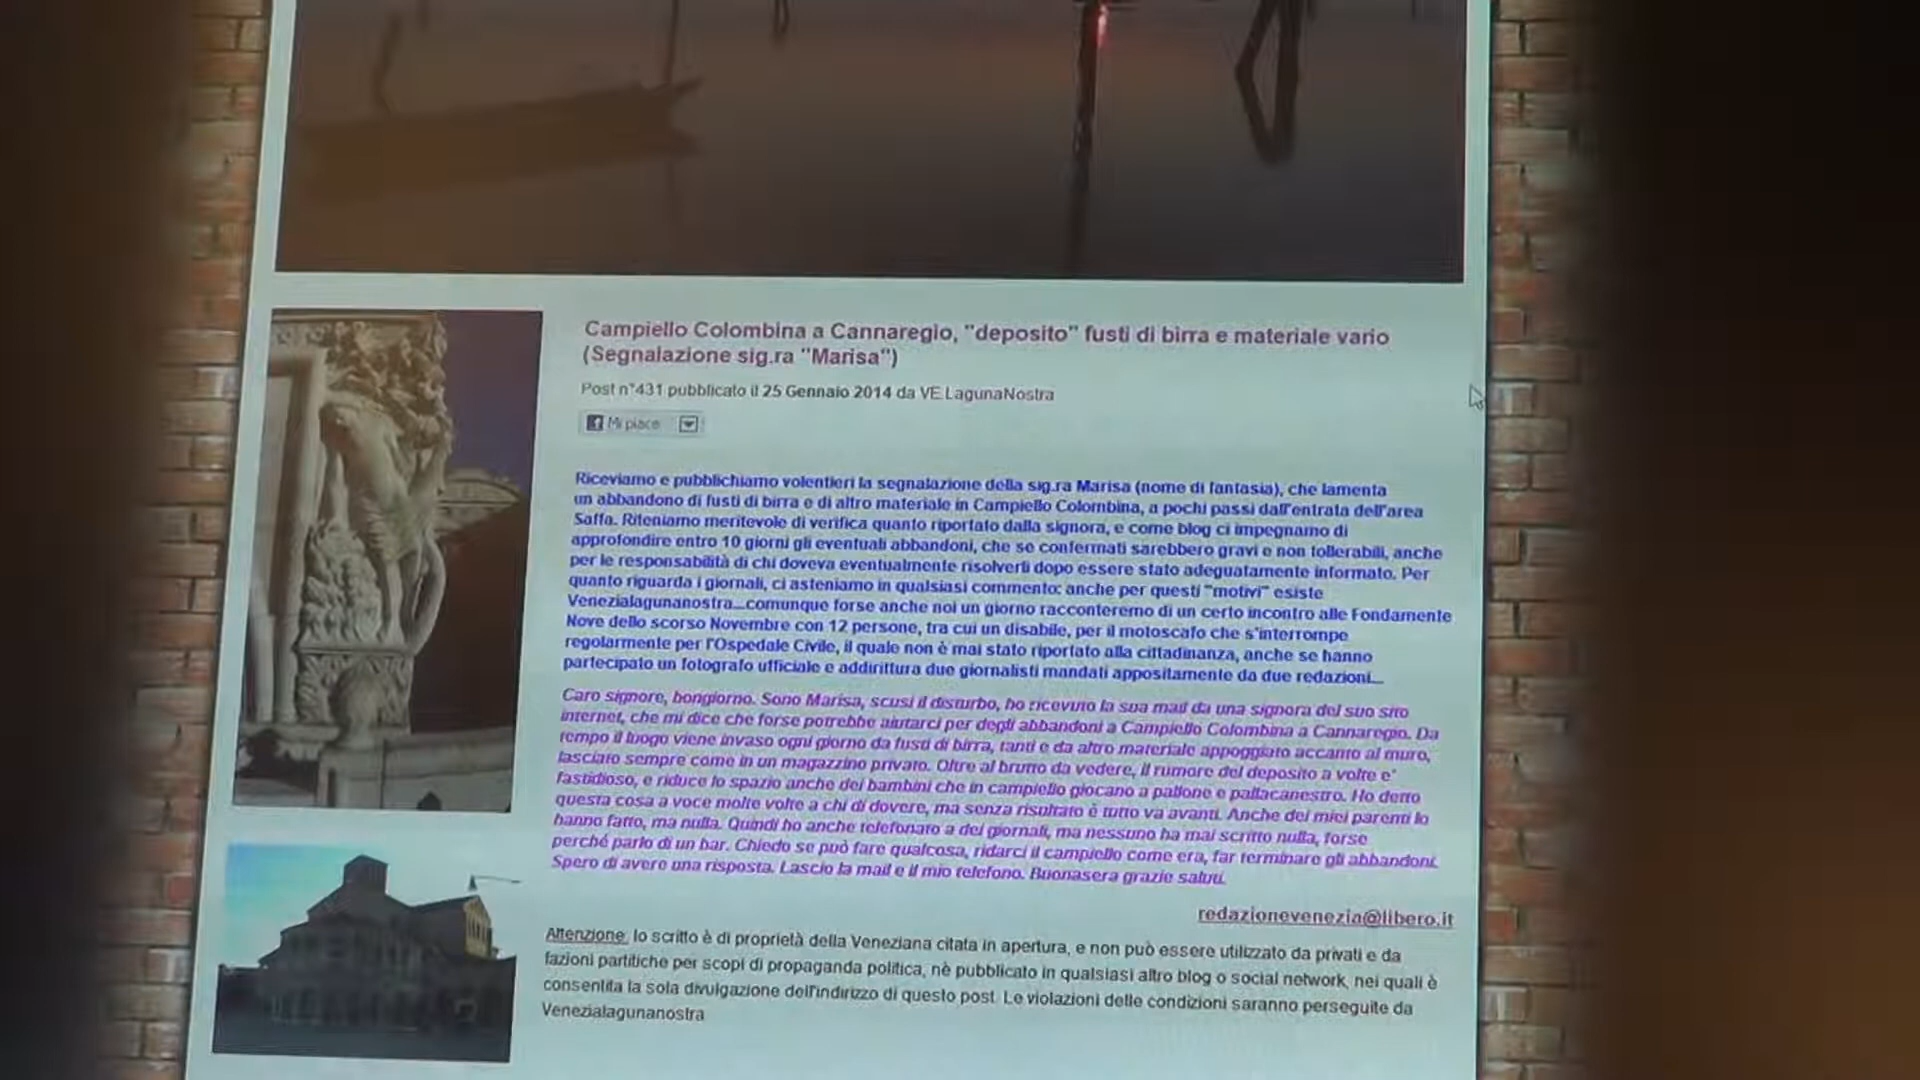 Campiello Colombina a Cannaregio, "deposito" fusti di birra e materiale vario
(Segnalazione sig.ra "Marisa")
Post n°431 pubblicato il 25 Gennaio 2014 da VE.LagunaNostra
Mi piace
Riceviamo e pubblichiamo volentieri la segnalazione della sig.ra Marisa (nome di fantasia), che lamenta
un abbandono di fusti di birra e di altro materiale in Campiello Colombina, a pochi passi dall'entrata dell'area
Saffa. Riteniamo meritevole di verifica quanto riportato dalla signora, e come blog ci impegnamo di
approfondire entro 10 giorni gli eventuali abbandoni, che se confermati sarebbero gravi e non tollerabili, anche
per le responsabilità di chi doveva eventualmente risolverli dopo essere stato adeguatamente informato. Per
quanto riguarda i giornali, ci asteniamo in qualsiasi commento: anche per questi "motivi" esiste
Venezialagunanostra...comunque forse anche noi un giorno racconteremo di un certo incontro alle Fondamente
Nove dello scorso Novembre con 12 persone, tra cui un disabile, per il motoscafo che s'interrompe
regolarmente per l'Ospedale Civile, il quale non è mai stato riportato alla cittadinanza, anche se hanno
partecipato un fotografo ufficiale e addirittura due giornalisti mandati appositamente da due redazioni...
Caro signore, bongiorno. Sono Marisa, scusi il disturbo, ho ricevuto la sua mail da una signora del suo sito
internet, che mi dice che forse potrebbe aiutarci per degli abbandoni a Campiello Colombina a Cannaregio. Da
tempo il luogo viene invaso ogni giorno da fusti di birra, tanti e da altro materiale appoggiato accanto al muro,
lasciato sempre come in un magazzino privato. Oltre al brutto da vedere, il rumore del deposito a volte e'
fastidioso, e riduce lo spazio anche dei bambini che in campiello giocano a pallone e pallacanestro. Ho detto
questa cosa a voce molte volte a chi di dovere, ma senza risultato è tutto va avanti. Anche dei miei parenti lo
hanno fatto, ma nulla. Quindi ho anche telefonato a dei giornali, ma nessuno ha mai scritto nulla, forse
perché parlo di un bar. Chiedo se può fare qualcosa, ridarci il campiello come era, far terminare gli abbandoni.
Spero di avere una risposta. Lascio la mail e il mio telefono. Buonasera grazie saluti.
redazionevenezia@libero.it
Attenzione: lo scritto è di proprietà della Veneziana citata in apertura, e non può essere utilizzato da privati e da
fazioni partitiche per scopi di propaganda politica, nè pubblicato in qualsiasi altro blog o social network, nei quali è
consentita la sola divulgazione dell'indirizzo di questo post. Le violazioni delle condizioni saranno perseguite da
Venezialagunanostra